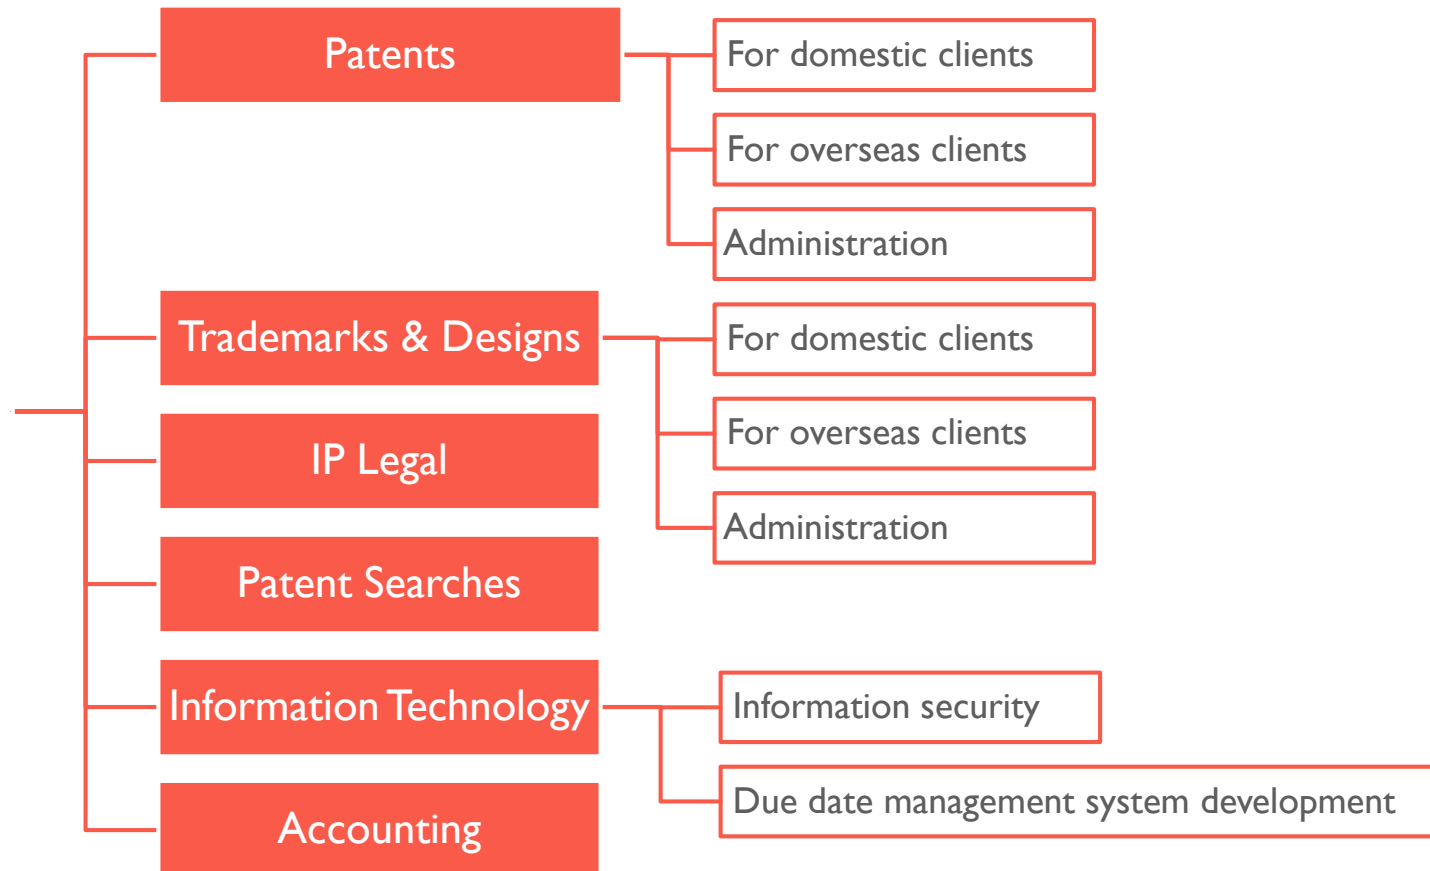 Patents
For domestic clients
For overseas clients
Administration
Trademarks & Designs
For domestic clients
For overseas clients
Administration
IP Legal
Patent Searches
Information Technology
Information security
Due date management system development
Accounting